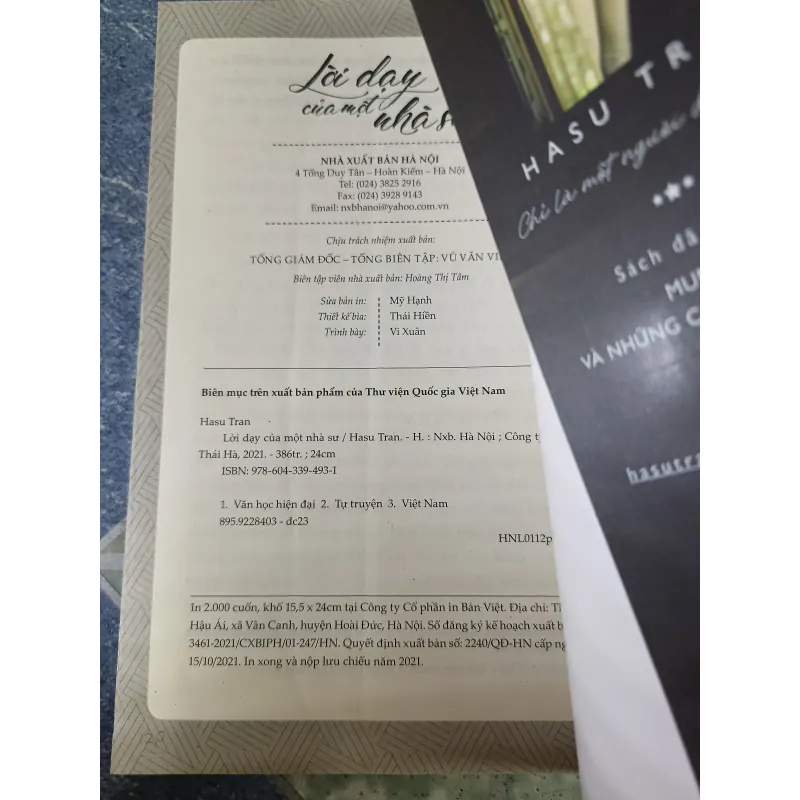 Lời dạy
của một nhà sư
NHÀ XUẤT BẢN HÀ NỘI
4 Tống Duy Tân – Hoàn Kiếm – Hà Nội
Tel: (024) 3825 2916
Fax: (024) 3928 9143
Email: nxbhanoi@yahoo.com.vn
Chịu trách nhiệm xuất bản:
TỔNG GIÁM ĐỐC – TỔNG BIÊN TẬP: VŨ VĂN VI
Biên tập viên nhà xuất bản: Hoàng Thị Tâm
Sửa bản in: Mỹ Hạnh
Thiết kế bìa: Thái Hiền
Trình bày: Vi Xuân
Biên mục trên xuất bản phẩm của Thư viện Quốc gia Việt Nam
Hasu Tran
Lời dạy của một nhà sư / Hasu Tran. - H. : Nxb. Hà Nội ; Công ty
Thái Hà, 2021. - 386tr. ; 24cm
ISBN: 978-604-339-493-1
1. Văn học hiện đại 2. Tự truyện 3. Việt Nam
895.9228403 - dc23
HNL0112p
In 2.000 cuốn, khổ 15,5 x 24cm tại Công ty Cổ phần in Bản Việt. Địa chỉ:
Hậu Ái, xã Vân Canh, huyện Hoài Đức, Hà Nội. Số đăng ký kế hoạch xuất b
3461-2021/CXBIPH/01-247/HN. Quyết định xuất bản số: 2240/QĐ-HN cấp ng
15/10/2021. In xong và nộp lưu chiểu năm 2021.
HASU TR
Chỉ là một người
Sách đã
MU
VÀ NHỮNG C
hasutra